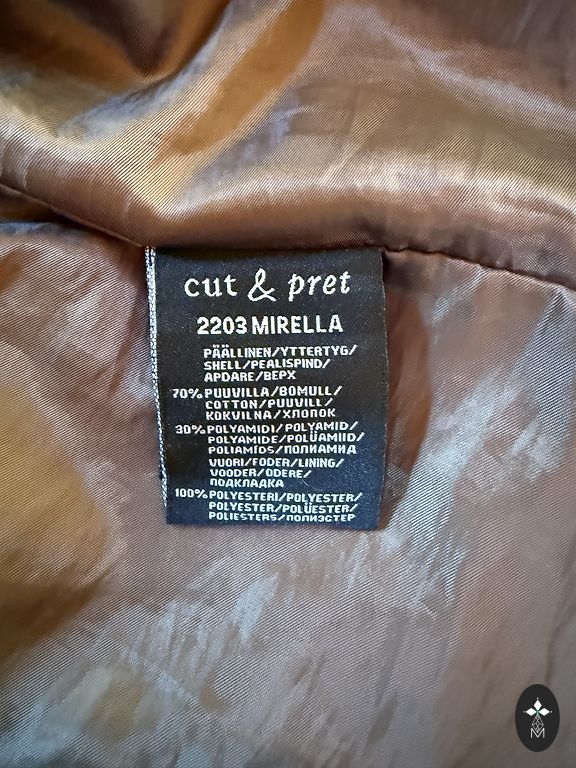 cut & pret
2203 MIRELLA
PÄÄLLINEN/YTTERTYG/
SHELL/PEALISPIND/
APDARE/ВЕРХ
70% PUUVILLA/BOMULL/
COTTON/PUUVILL/
KOKVILNA/ХЛОПОК
30% POLYAMIDI/POLYAMID/
POLYAMIDE/POLÜAMIID/
POLIAMĪDS/ПОЛИАМИД
VUORI/FODER/LINING/
VOODER/ODERE/
ПОДКЛАДКА
100% POLYESTERI/POLYESTER/
POLYESTER/POLÜESTER/
POLIESTERS/ПОЛИЭСТЕР
M